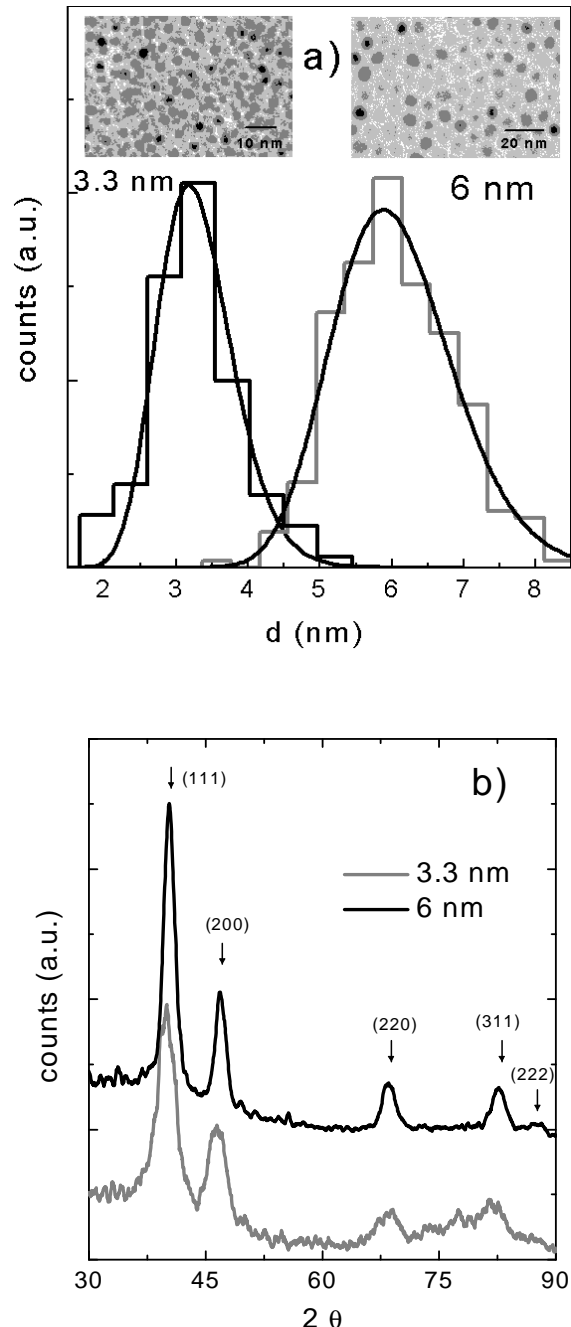 a)
10 nm
20 nm
3.3 nm
6 nm
counts (a.u.)
2 3 4 5 6 7 8
d (nm)
b)
(111)
3.3 nm
6 nm
(200)
(220)
(311)
(222)
counts (a.u.)
30 45 60 75 90
2 θ